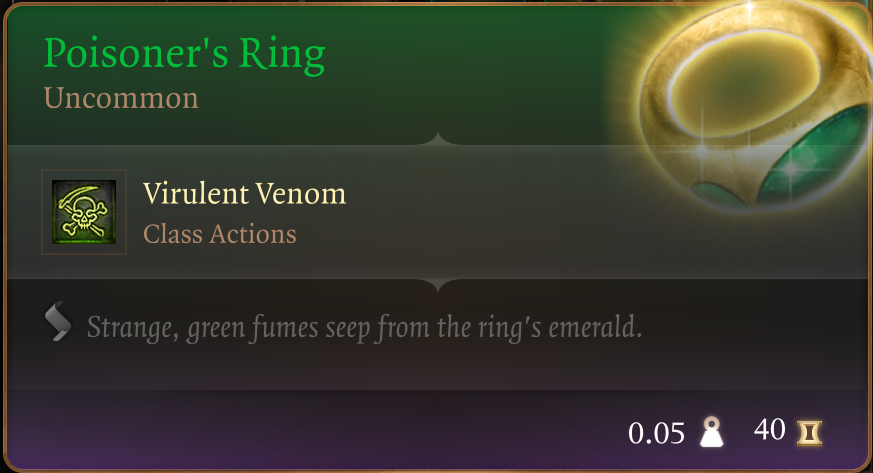 Poisoner's Ring
Uncommon
Virulent Venom
Class Actions
Strange, green fumes seep from the ring's emerald.
0.05 40